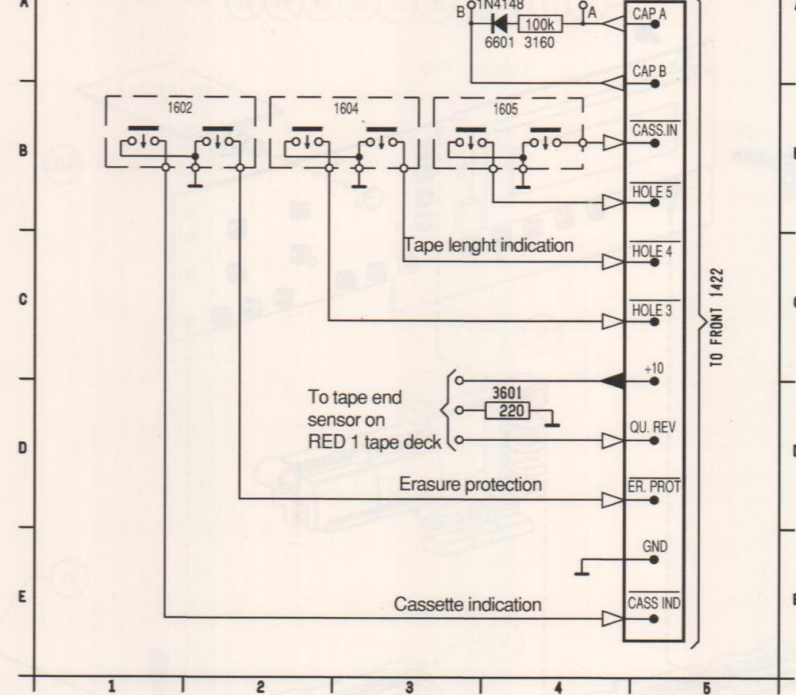 A
1N4148
B
A
CAP A
100k
6601 3160
CAP B
1602
1604
1605
B
CASS.IN
HOLE 5
Tape lenght indication
HOLE 4
C
HOLE 3
TO FRONT 1422
+10
To tape end
sensor on
RED 1 tape deck
3601
220
D
QU. REV
Erasure protection
ER. PROT
GND
E
Cassette indication
CASS IND
1 2 3 4 5